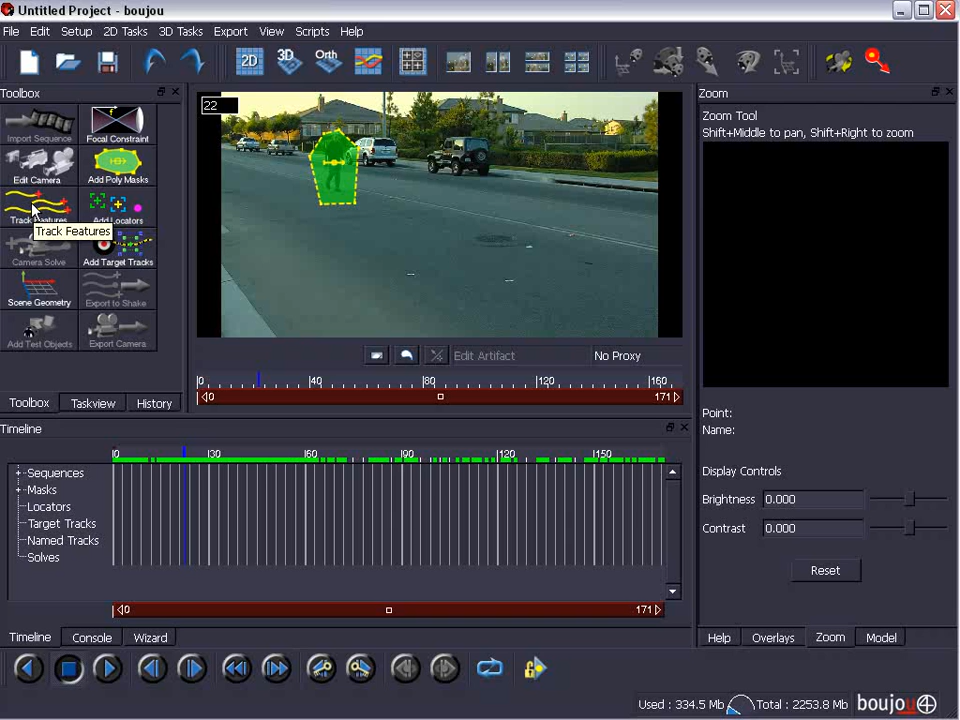 Untitled Project - boujou
File Edit Setup 2D Tasks 3D Tasks Export View Scripts Help
2D 3D Orth
Toolbox
Import Sequence Focal Constraint
Edit Camera Add Poly Masks
Track Features Add Locators
Track Features
Camera Solve Add Target Tracks
Scene Geometry Export to Shake
Add Test Objects Export Camera
Toolbox Taskview History
22
Edit Artifact No Proxy
0 40 80 120 160
0 171
Zoom
Zoom Tool
Shift+Middle to pan, Shift+Right to zoom
Point:
Name:
Display Controls
Brightness 0.000
Contrast 0.000
Reset
Help Overlays Zoom Model
Timeline
0 30 60 90 120 150
Sequences
Masks
Locators
Target Tracks
Named Tracks
Solves
0 171
Timeline Console Wizard
Used : 334.5 Mb Total : 2253.8 Mb boujou4